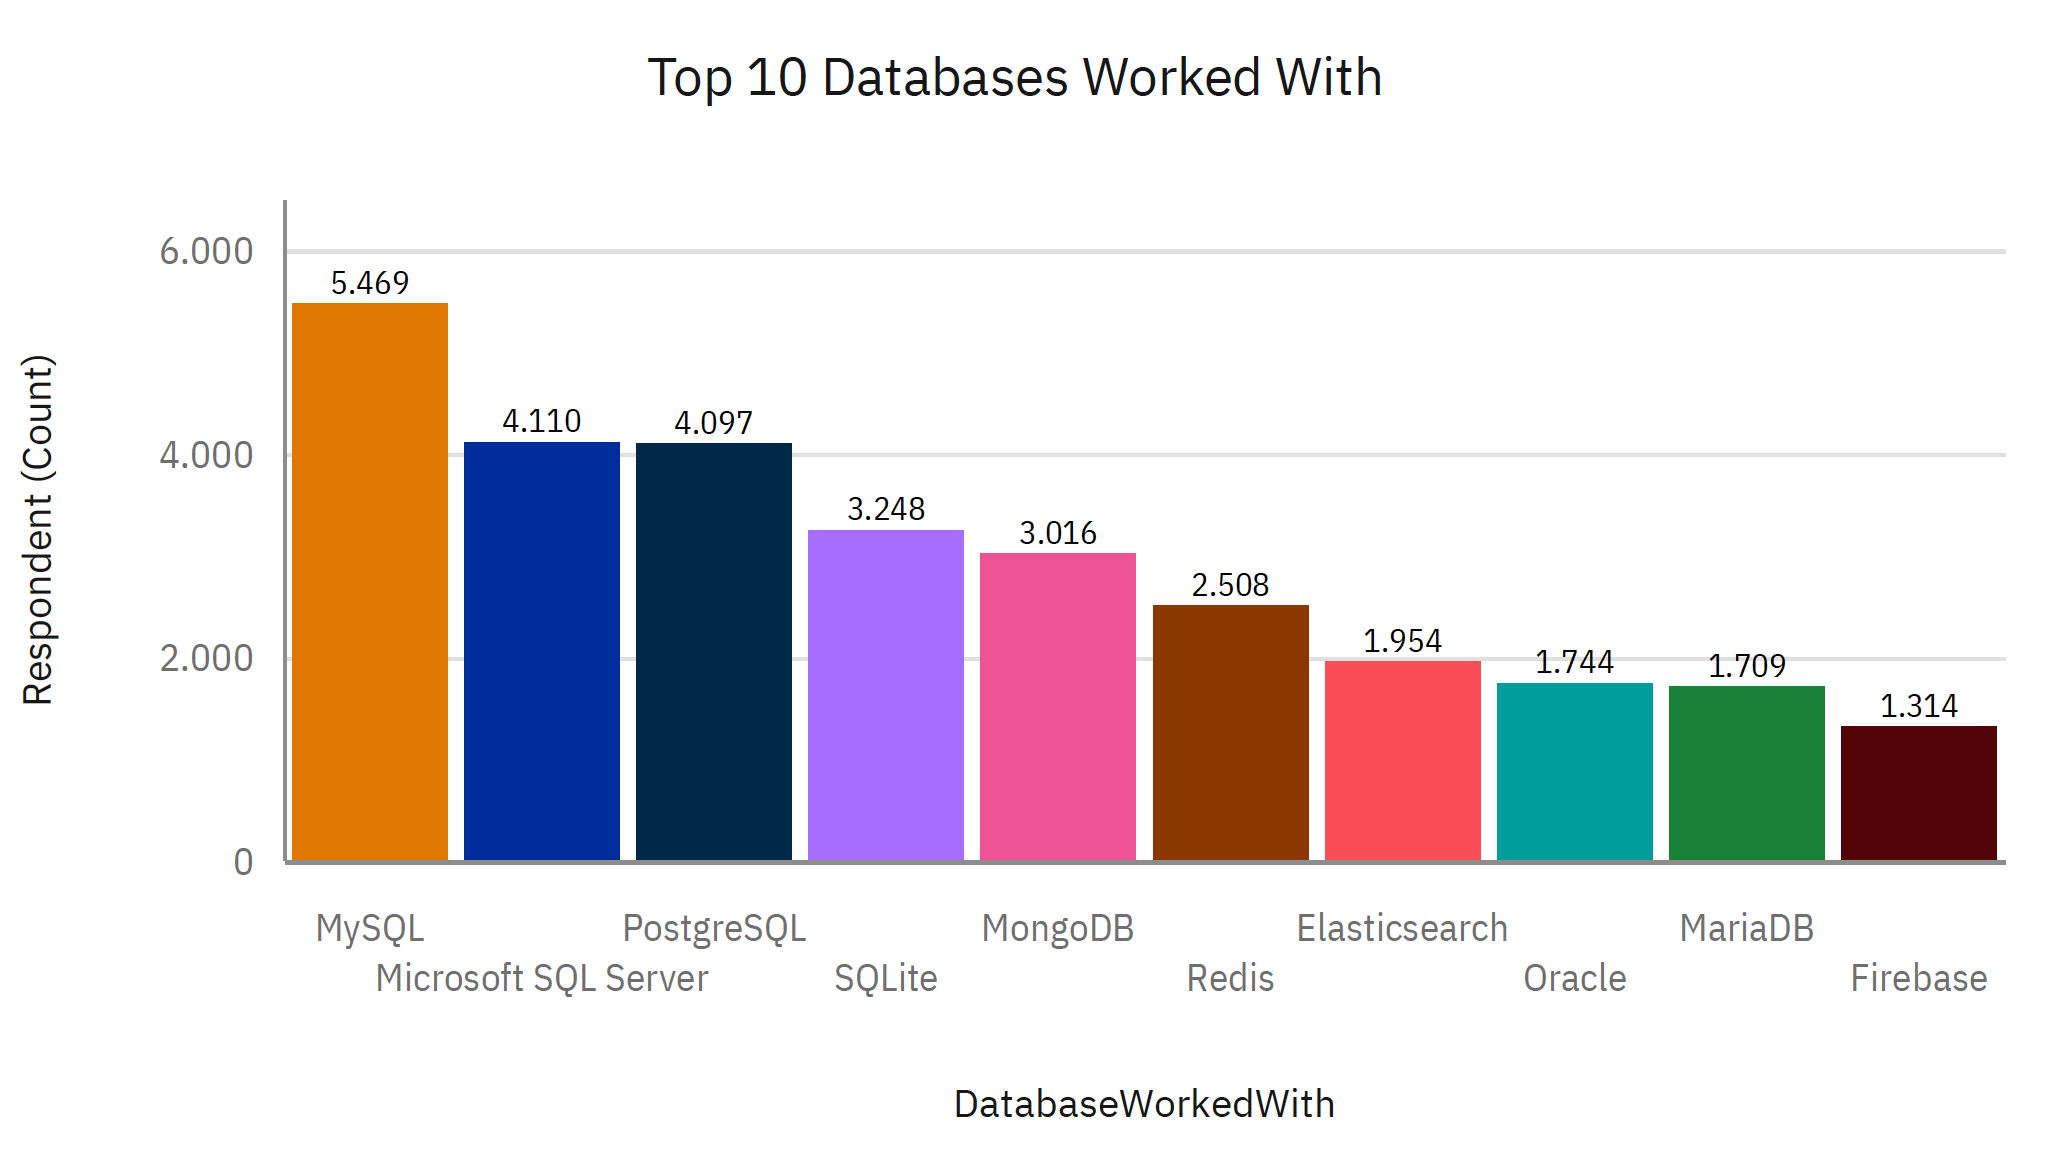 Top 10 Databases Worked With
Respondent (Count)
6.000
4.000
2.000
0
5.469
4.110
4.097
3.248
3.016
2.508
1.954
1.744
1.709
1.314
MySQL
Microsoft SQL Server
PostgreSQL
SQLite
MongoDB
Redis
Elasticsearch
Oracle
MariaDB
Firebase
DatabaseWorkedWith